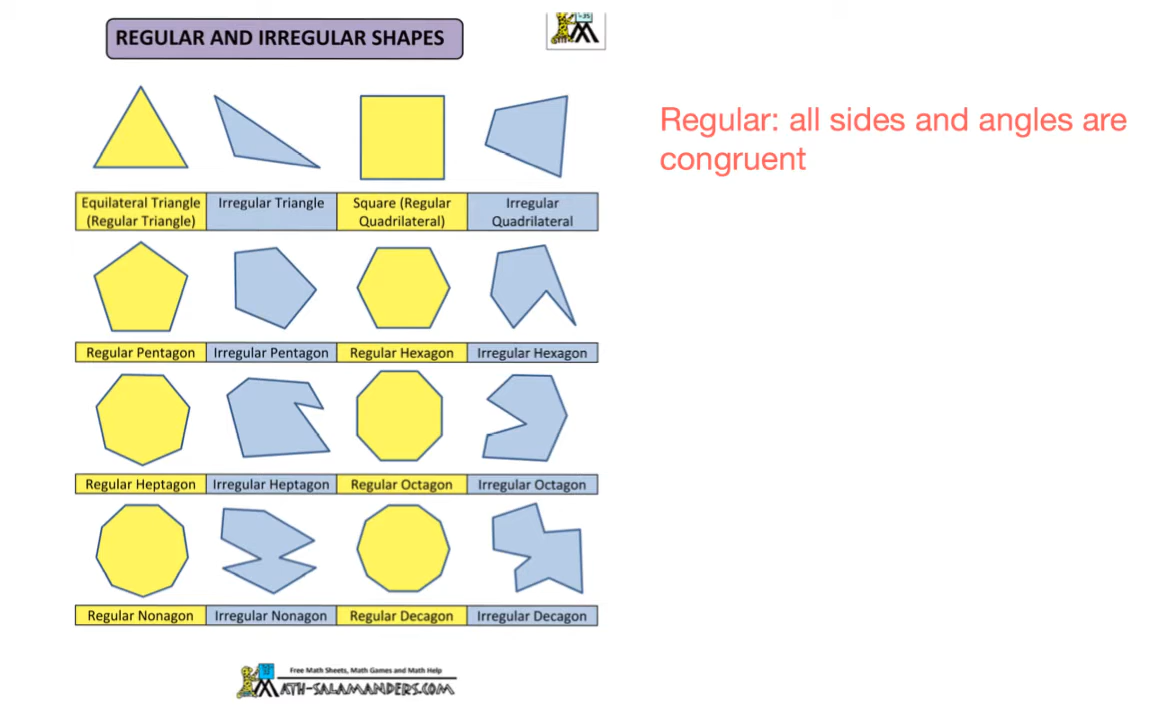 REGULAR AND IRREGULAR SHAPES
Regular: all sides and angles are
congruent
Equilateral Triangle
(Regular Triangle)
Irregular Triangle
Square (Regular
Quadrilateral)
Irregular
Quadrilateral
Regular Pentagon
Irregular Pentagon
Regular Hexagon
Irregular Hexagon
Regular Heptagon
Irregular Heptagon
Regular Octagon
Irregular Octagon
Regular Nonagon
Irregular Nonagon
Regular Decagon
Irregular Decagon
Free Math Sheets, Math Games and Math Help
MATH-SALAMANDERS.COM